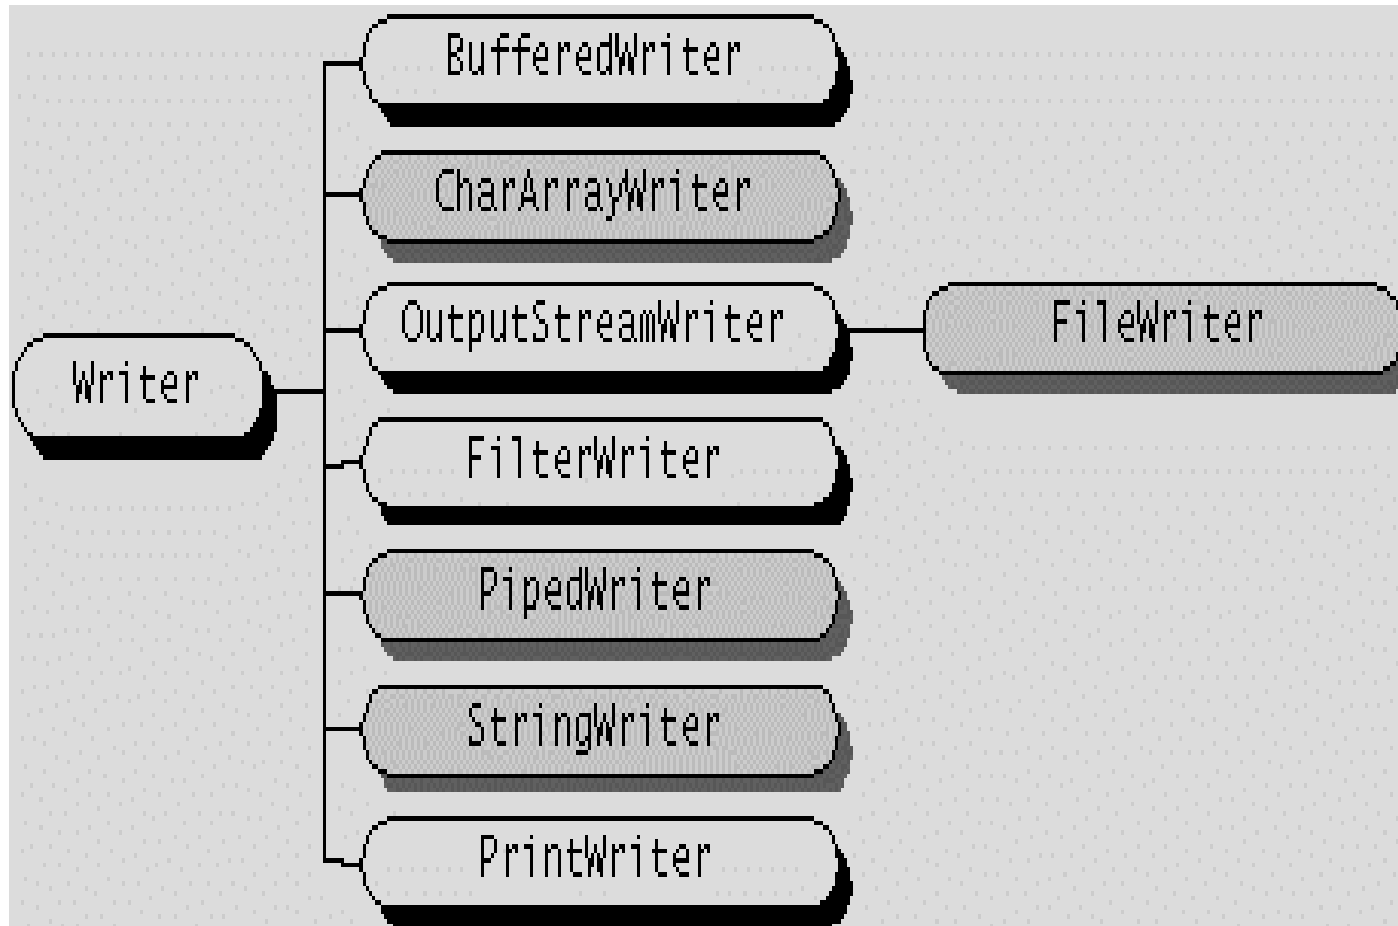 BufferedWriter
CharArrayWriter
OutputStreamWriter
FileWriter
Writer
FilterWriter
PipedWriter
StringWriter
PrintWriter